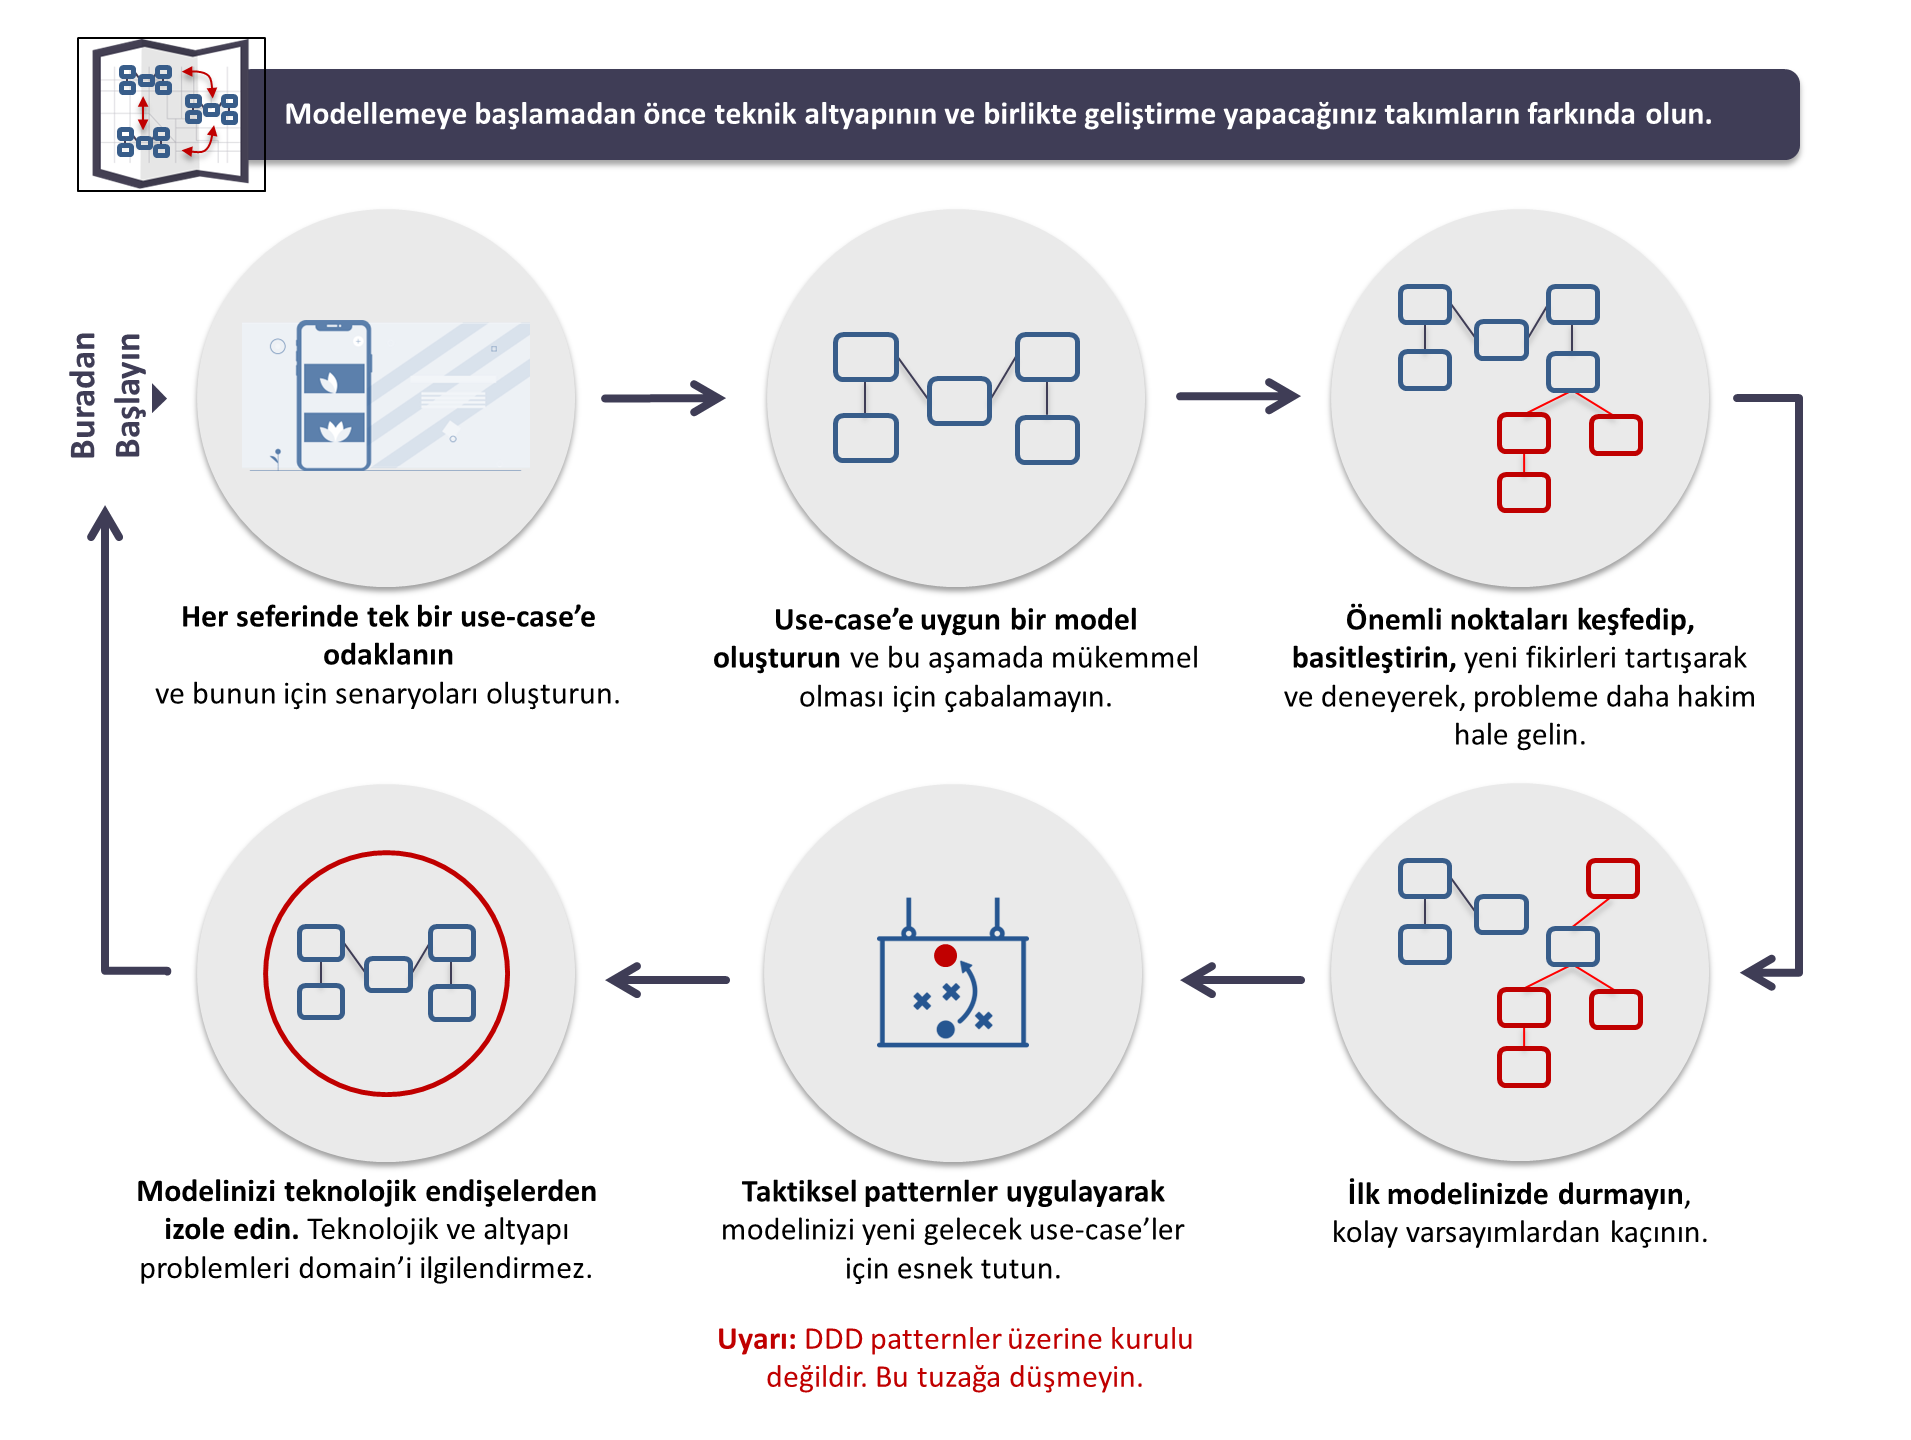 Modellemeye başlamadan önce teknik altyapının ve birlikte geliştirme yapacağınız takımların farkında olun.
Buradan
Başlayın
Her seferinde tek bir use-case’e
odaklanın
ve bunun için senaryoları oluşturun.
Use-case’e uygun bir model
oluşturun ve bu aşamada mükemmel
olması için çabalamayın.
Önemli noktaları keşfedip,
basitleştirin, yeni fikirleri tartışarak
ve deneyerek, probleme daha hakim
hale gelin.
İlk modelinizde durmayın,
kolay varsayımlardan kaçının.
Taktiksel patternler uygulayarak
modelinizi yeni gelecek use-case’ler
için esnek tutun.
Uyarı: DDD patternler üzerine kurulu
değildir. Bu tuzağa düşmeyin.
Modelinizi teknolojik endişelerden
izole edin. Teknolojik ve altyapı
problemleri domain’i ilgilendirmez.